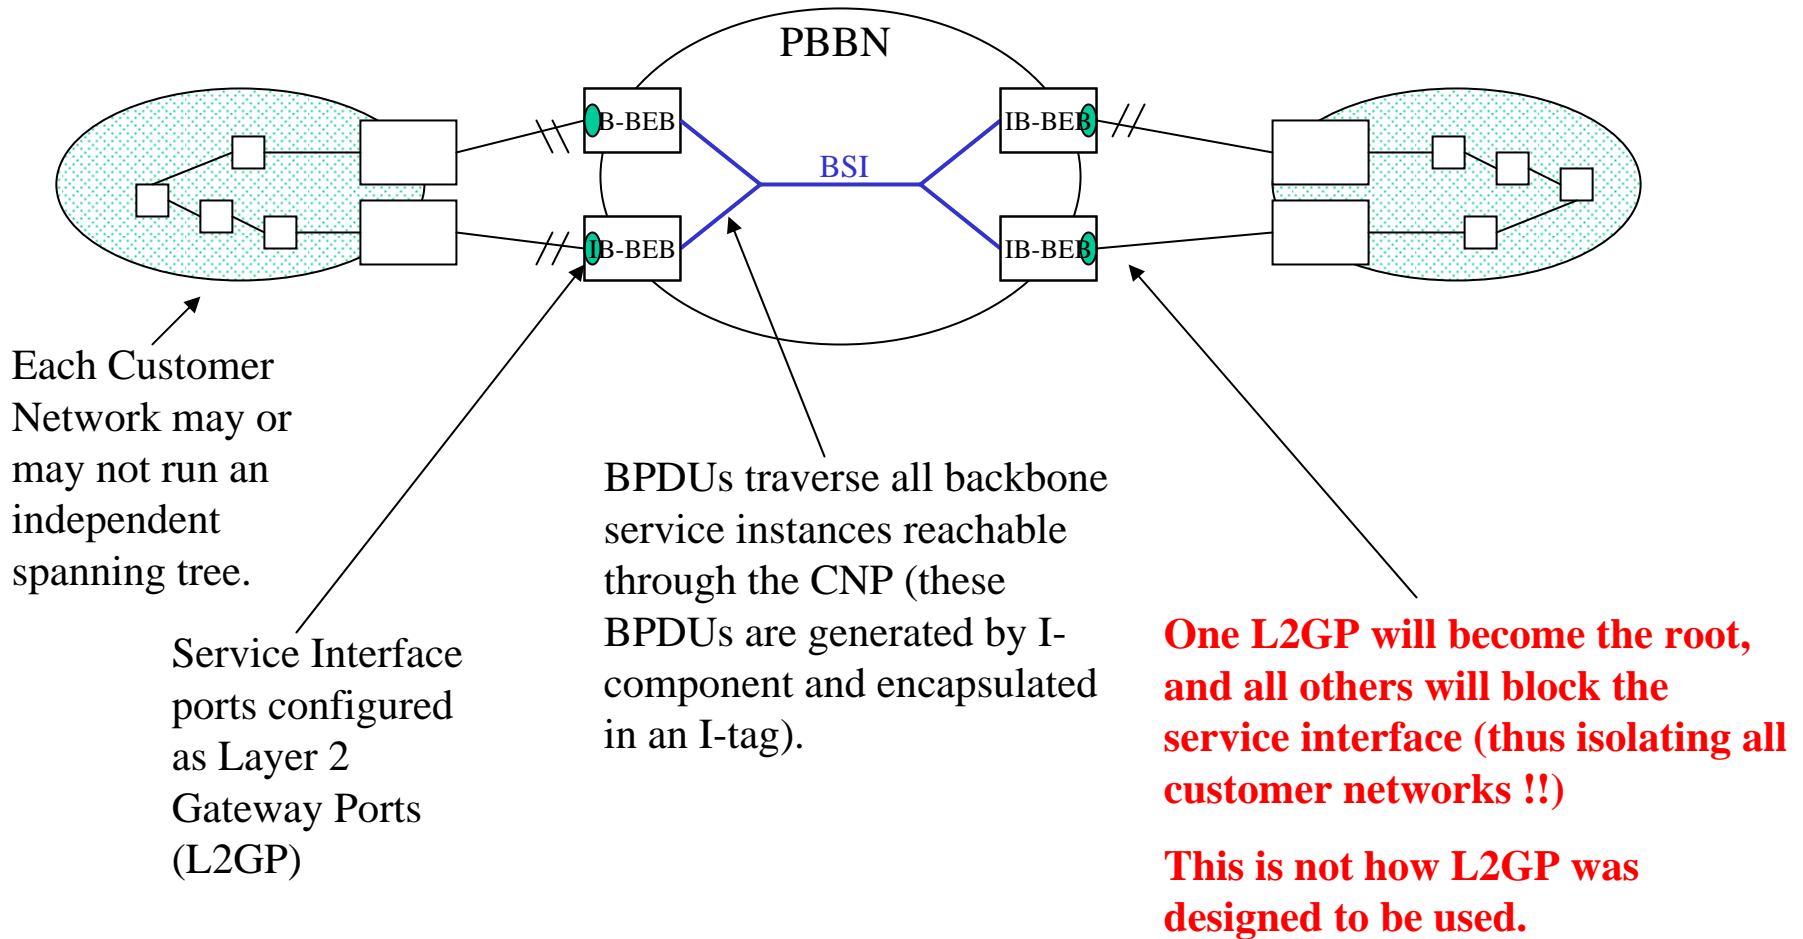 PBBN
B-BEB
IB-BEB
BSI
IB-BEB
IB-BEB
Each Customer
Network may or
may not run an
independent
spanning tree.
Service Interface
ports configured
as Layer 2
Gateway Ports
(L2GP)
BPDUs traverse all backbone
service instances reachable
through the CNP (these
BPDUs are generated by I-
component and encapsulated
in an I-tag).
One L2GP will become the root,
and all others will block the
service interface (thus isolating all
customer networks !!)
This is not how L2GP was
designed to be used.